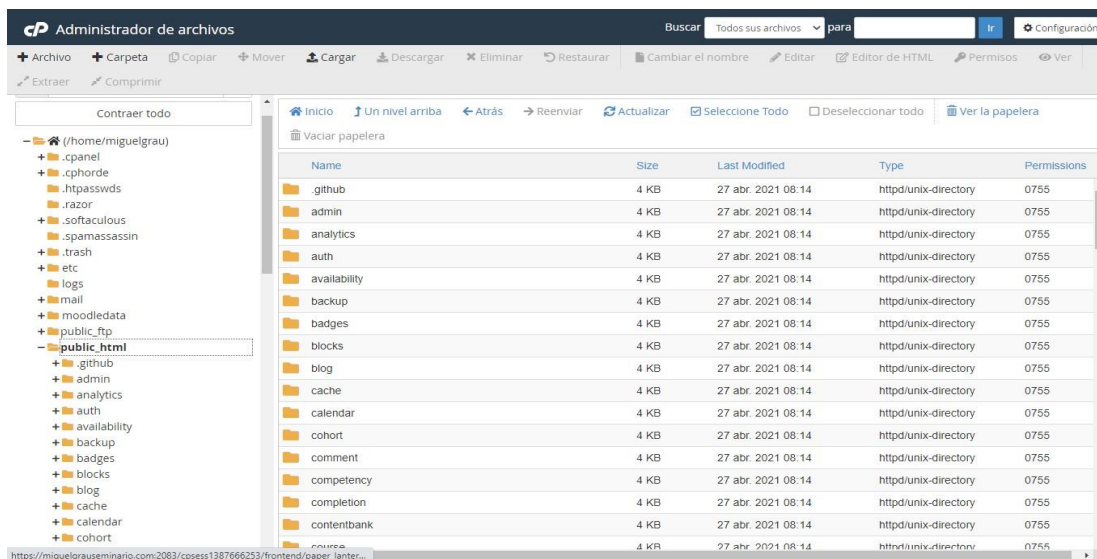 cP Administrador de archivos Buscar Todos sus archivos para Ir Configuración
Archivo Carpeta Copiar Mover Cargar Descargar Eliminar Restaurar Cambiar el nombre Editar Editor de HTML Permisos Ver
Extraer Comprimir
Contraer todo
(/home/miguelgrau)
.cpanel
.cphorde
.htpasswds
.razor
.softaculous
.spamassassin
.trash
etc
logs
mail
moodledata
public_ftp
public_html
.github
admin
analytics
auth
availability
backup
badges
blocks
blog
cache
calendar
cohort
Inicio Un nivel arriba Atrás Reenviar Actualizar Seleccione Todo Deseleccionar todo Ver la papelera
Vaciar papelera
Name Size Last Modified Type Permissions
.github 4 KB 27 abr. 2021 08:14 httpd/unix-directory 0755
admin 4 KB 27 abr. 2021 08:14 httpd/unix-directory 0755
analytics 4 KB 27 abr. 2021 08:14 httpd/unix-directory 0755
auth 4 KB 27 abr. 2021 08:14 httpd/unix-directory 0755
availability 4 KB 27 abr. 2021 08:14 httpd/unix-directory 0755
backup 4 KB 27 abr. 2021 08:14 httpd/unix-directory 0755
badges 4 KB 27 abr. 2021 08:14 httpd/unix-directory 0755
blocks 4 KB 27 abr. 2021 08:14 httpd/unix-directory 0755
blog 4 KB 27 abr. 2021 08:14 httpd/unix-directory 0755
cache 4 KB 27 abr. 2021 08:14 httpd/unix-directory 0755
calendar 4 KB 27 abr. 2021 08:14 httpd/unix-directory 0755
cohort 4 KB 27 abr. 2021 08:14 httpd/unix-directory 0755
comment 4 KB 27 abr. 2021 08:14 httpd/unix-directory 0755
competency 4 KB 27 abr. 2021 08:14 httpd/unix-directory 0755
completion 4 KB 27 abr. 2021 08:14 httpd/unix-directory 0755
contentbank 4 KB 27 abr. 2021 08:14 httpd/unix-directory 0755
course 4 KB 27 abr. 2021 08:14 httpd/unix-directory 0755
https://miguelgrauseminario.com:2083/cpsess1387666253/frontend/paper_lanter...